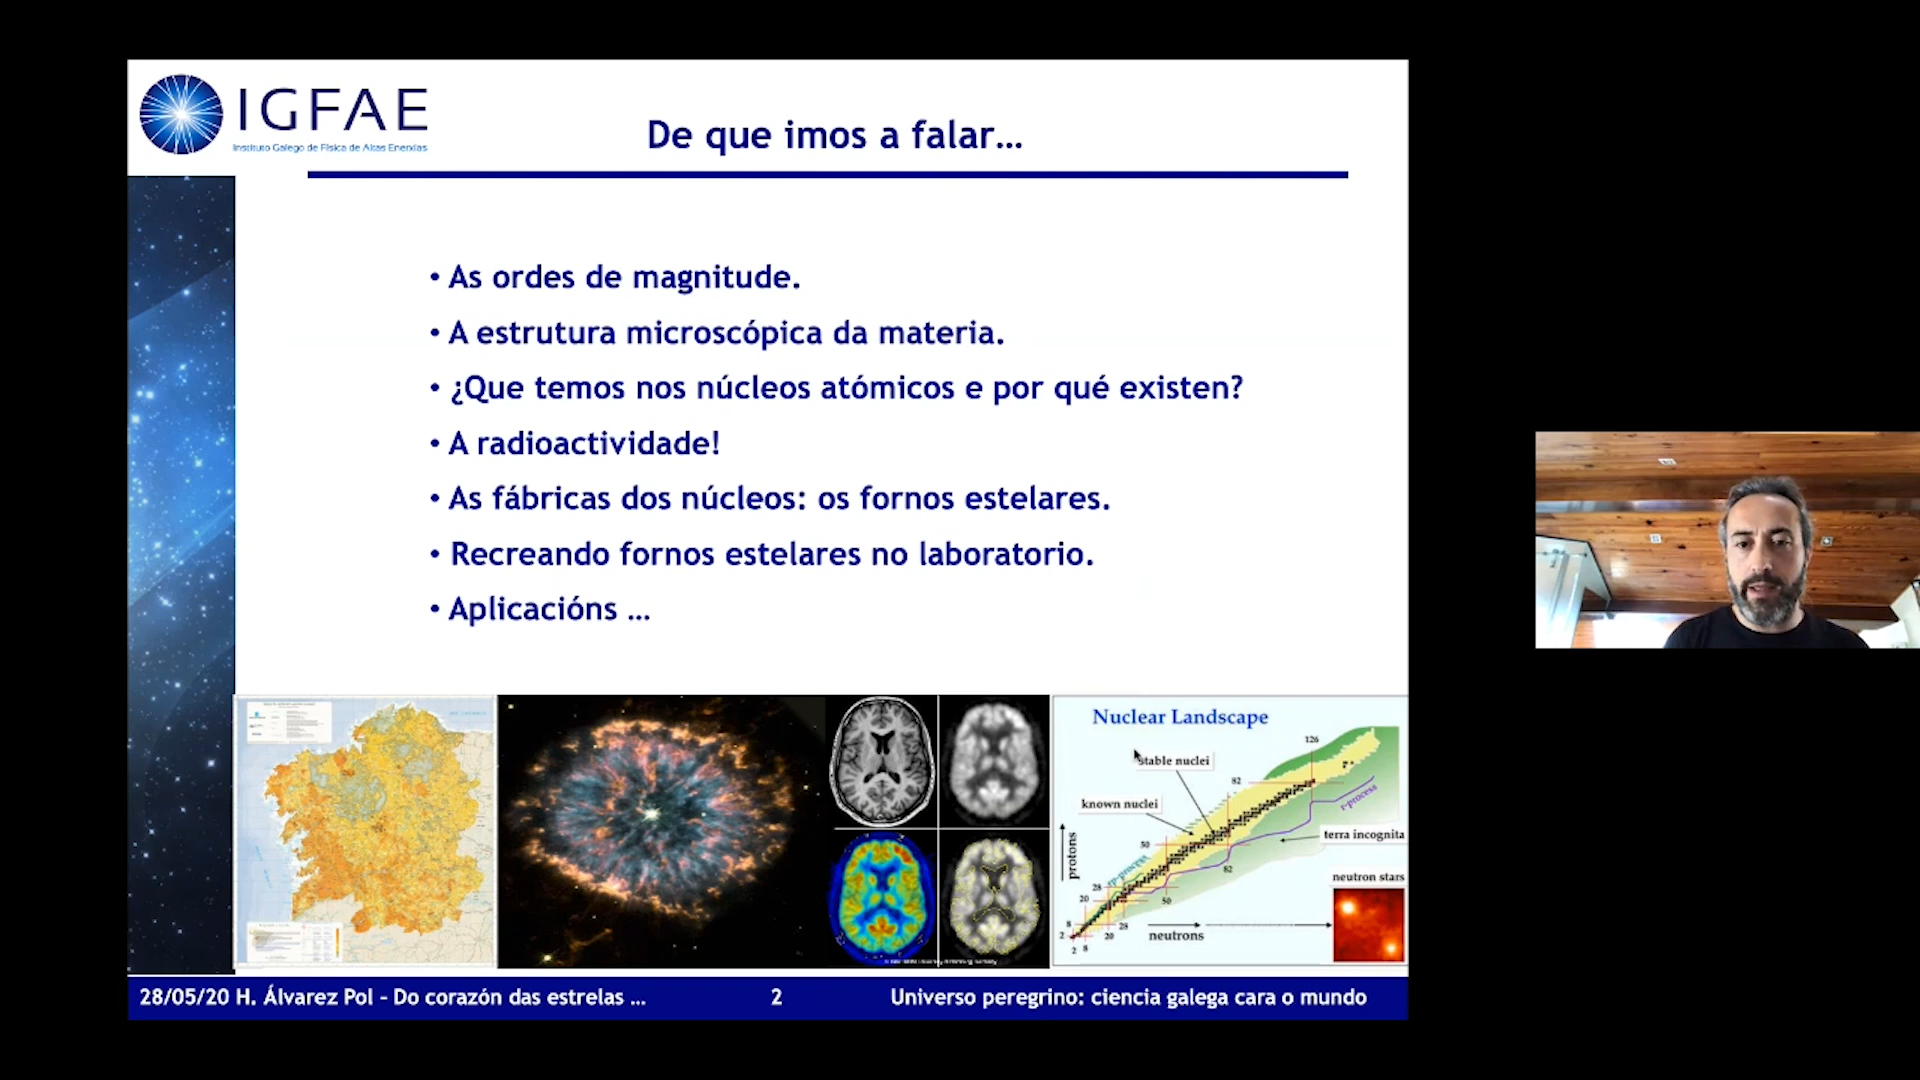 IGFAE
Instituto Galego de Física de Altas Enerxías
De que imos a falar...
• As ordes de magnitude.
• A estrutura microscópica da materia.
• ¿Que temos nos núcleos atómicos e por qué existen?
• A radioactividade!
• As fábricas dos núcleos: os fornos estelares.
• Recreando fornos estelares no laboratorio.
• Aplicacións ...
Nuclear Landscape
126
stable nuclei
82
r-process
known nuclei
terra incognita
protons
50
82
rp-process
neutron stars
28
20
50
8
28
2
20
neutrons
2 8
28/05/20 H. Álvarez Pol - Do corazón das estrelas ...
2
Universo peregrino: ciencia galega cara o mundo